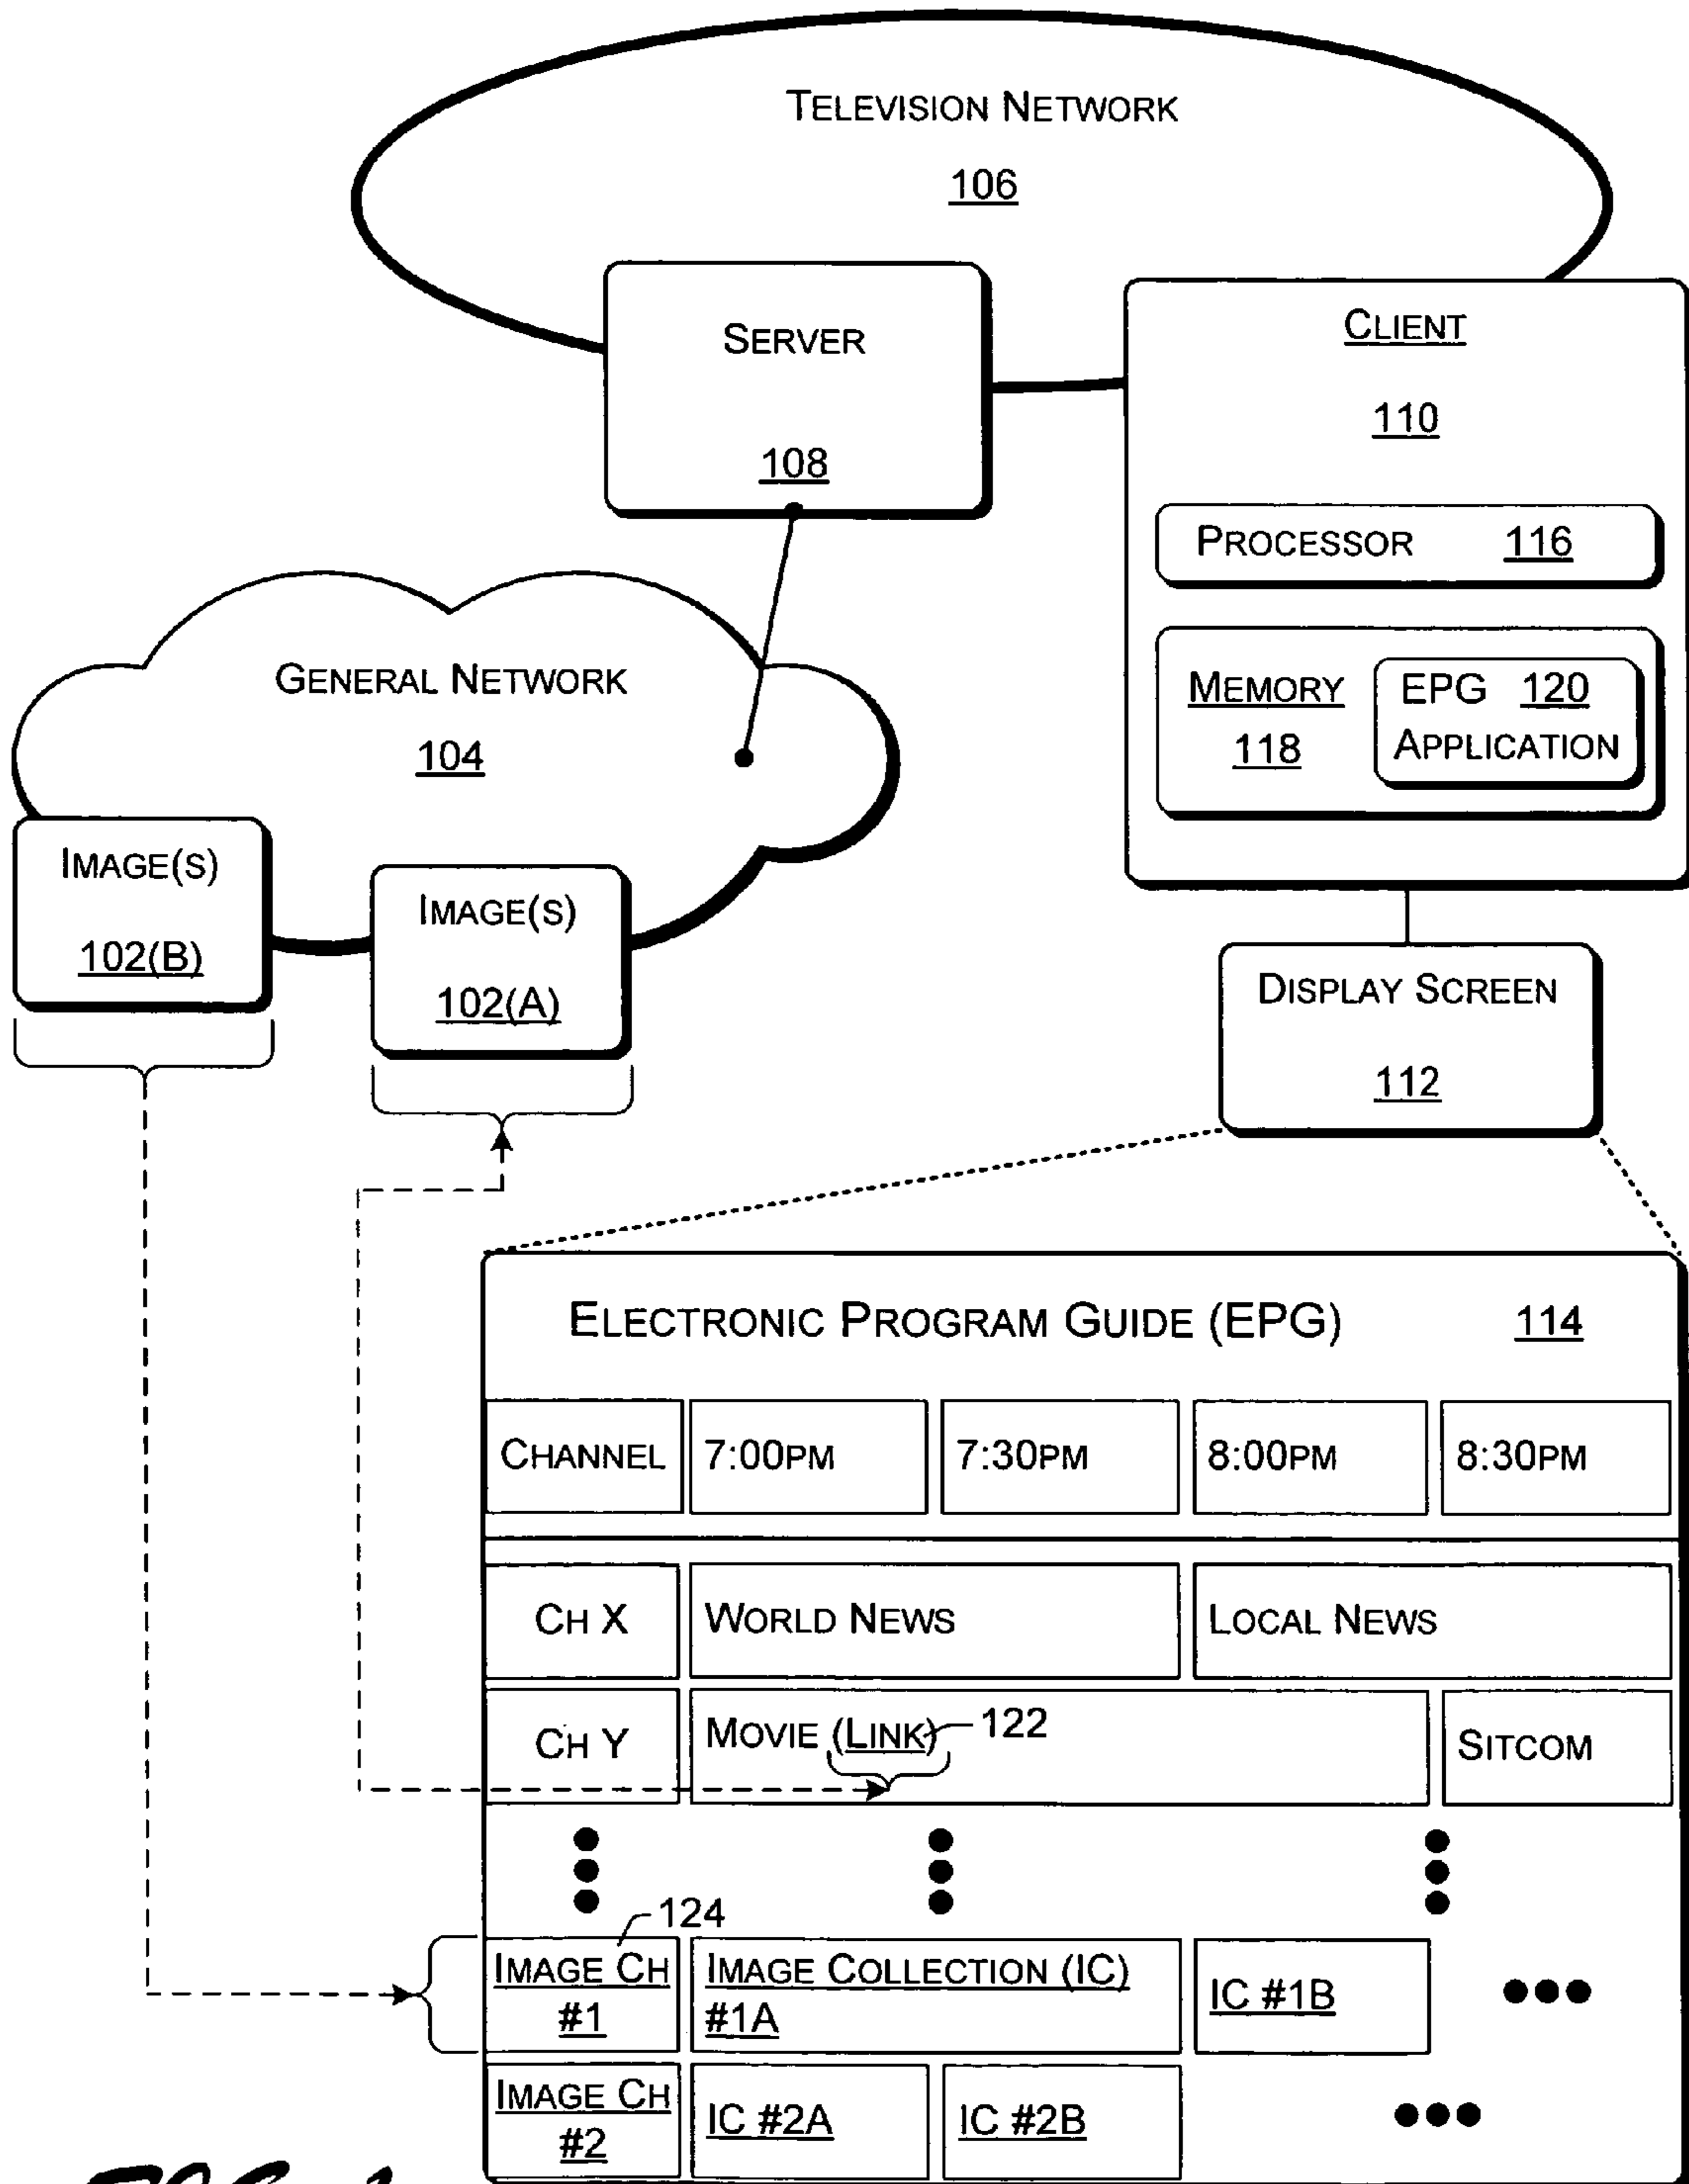 TELEVISION NETWORK
106
SERVER
108
CLIENT
110
PROCESSOR 116
MEMORY
118
EPG 120
APPLICATION
GENERAL NETWORK
104
IMAGE(S)
102(B)
IMAGE(S)
102(A)
DISPLAY SCREEN
112
ELECTRONIC PROGRAM GUIDE (EPG) 114
CHANNEL 7:00PM 7:30PM 8:00PM 8:30PM
CH X WORLD NEWS LOCAL NEWS
CH Y MOVIE (LINK) 122 SITCOM
124
IMAGE CH
#1
IMAGE COLLECTION (IC)
#1A
IC #1B
IMAGE CH
#2
IC #2A IC #2B